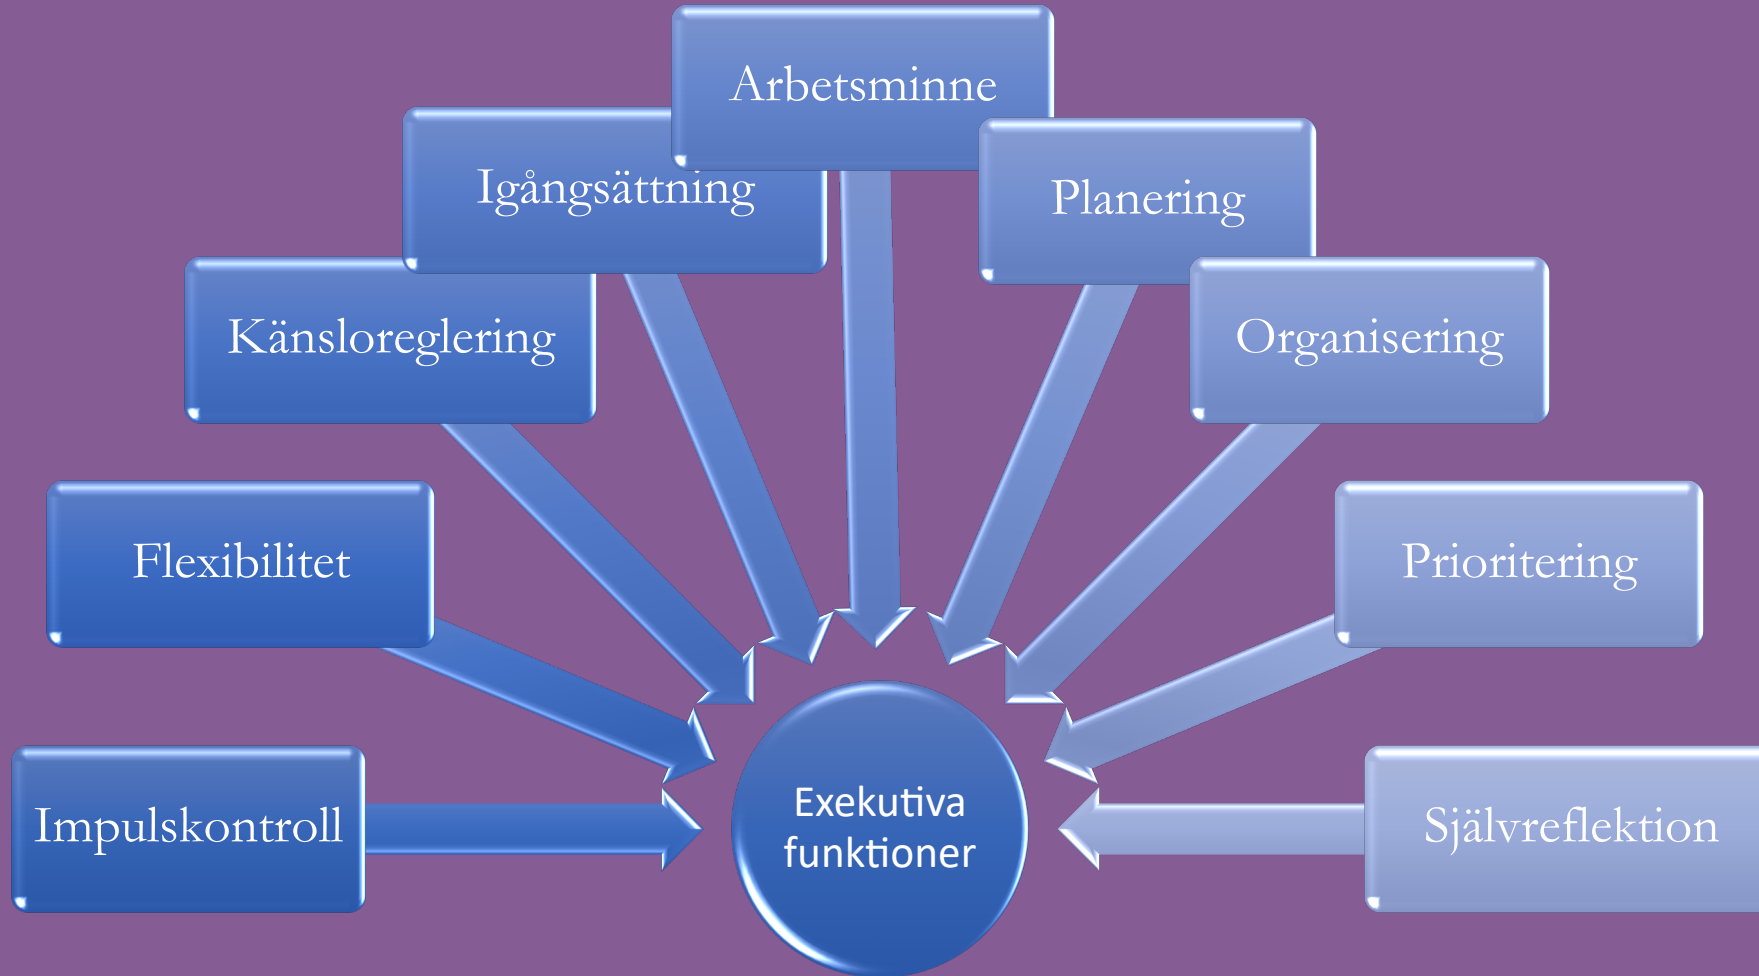 Arbetsminne
Igångsättning
Planering
Känsloreglering
Organisering
Flexibilitet
Prioritering
Impulskontroll
Exekutiva
funktioner
Självreflektion